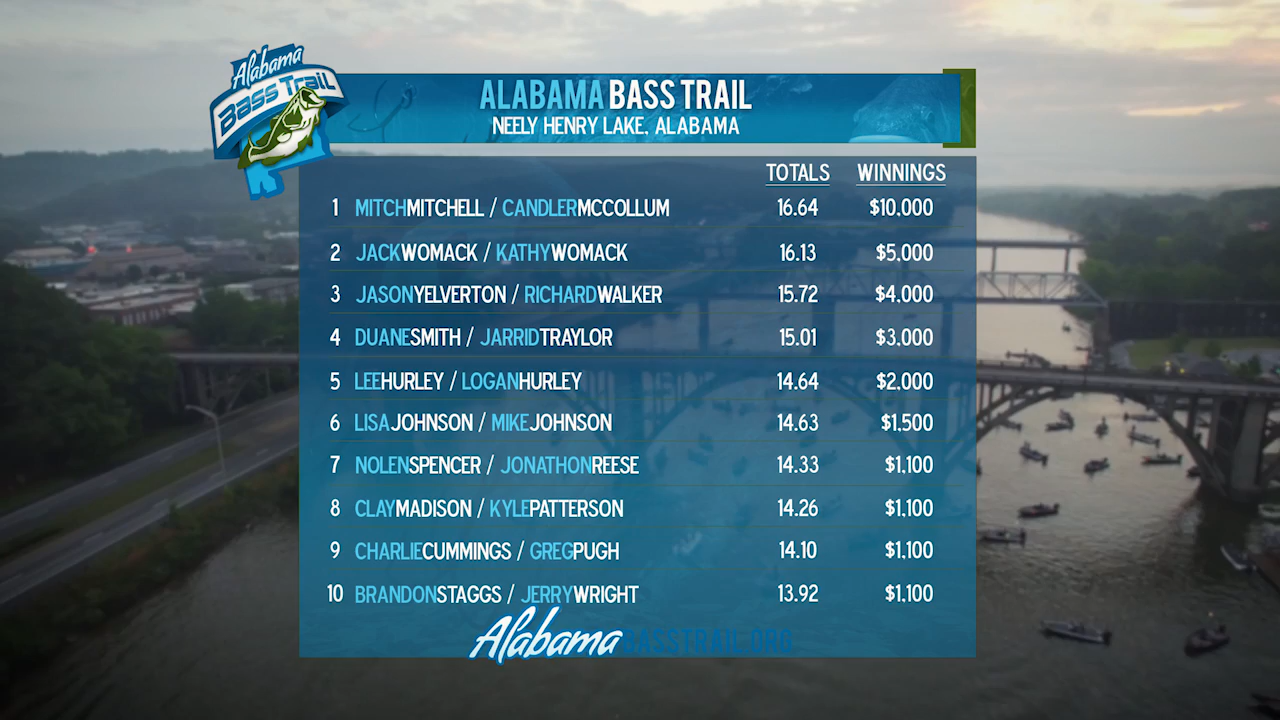 Alabama
Bass Trail
ALABAMA BASS TRAIL
NEELY HENRY LAKE, ALABAMA
TOTALS WINNINGS
1 MITCHMITCHELL / CANDLERMCCOLLUM 16.64 $10,000
2 JACKWOMACK / KATHYWOMACK 16.13 $5,000
3 JASONYELVERTON / RICHARDWALKER 15.72 $4,000
4 DUANESMITH / JARRIDTRAYLOR 15.01 $3,000
5 LEEHURLEY / LOGANHURLEY 14.64 $2,000
6 LISAJOHNSON / MIKEJOHNSON 14.63 $1,500
7 NOLENSPENCER / JONATHONREESE 14.33 $1,100
8 CLAYMADISON / KYLEPATTERSON 14.26 $1,100
9 CHARLIECUMMINGS / GREGPUGH 14.10 $1,100
10 BRANDONSTAGGS / JERRYWRIGHT 13.92 $1,100
Alabama BASSTRAIL.ORG